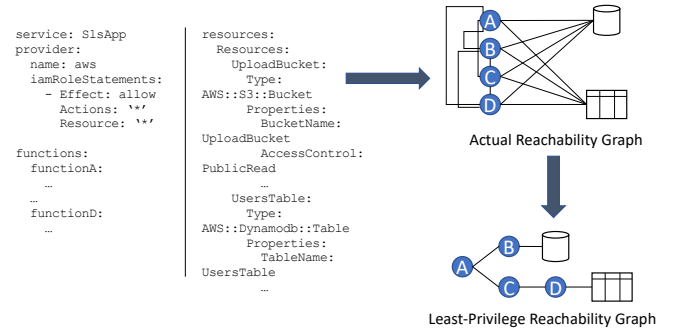 service: SlsApp
provider:
name: aws
iamRoleStatements:
- Effect: allow
Actions: ‘*’
Resource: ‘*’
functions:
functionA:
…
…
functionD:
…
resources:
Resources:
UploadBucket:
Type:
AWS::S3::Bucket
Properties:
BucketName:
UploadBucket
AccessControl:
PublicRead
…
UsersTable:
Type:
AWS::Dynamodb::Table
Properties:
TableName:
UsersTable
…
A
B
C
D
Actual Reachability Graph
B
A
C D
Least-Privilege Reachability Graph